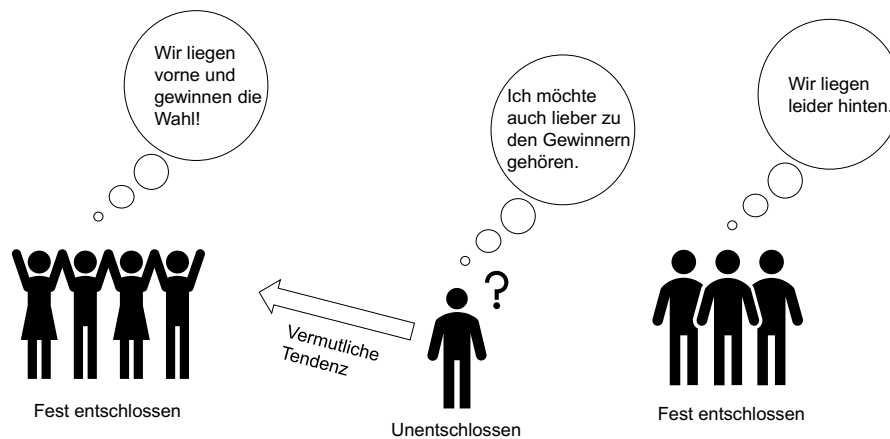 Wir liegen
vorne und
gewinnen die
Wahl!
Ich möchte
auch lieber zu
den Gewinnern
gehören.
Wir liegen
leider hinten.
?
Vermutliche
Tendenz
Fest entschlossen
Unentschlossen
Fest entschlossen